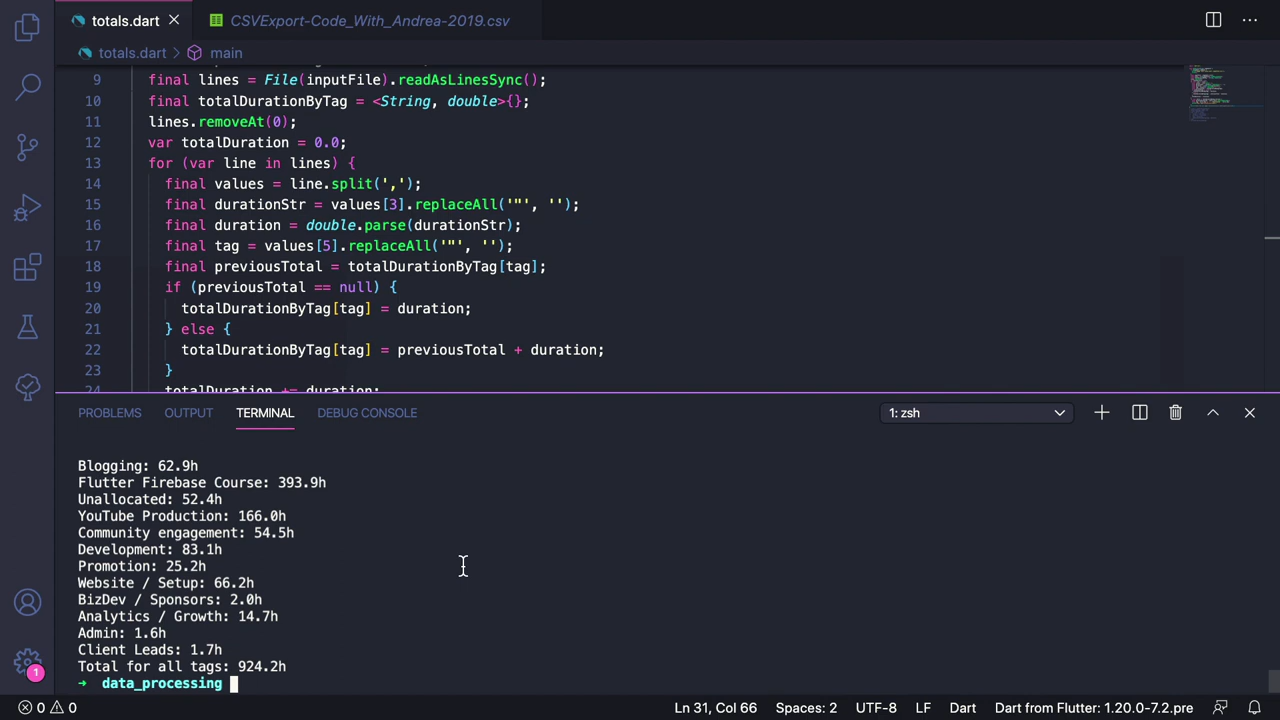 totals.dart
CSVExport-Code_With_Andrea-2019.csv
totals.dart > main
9 final lines = File(inputFile).readAsLinesSync();
10 final totalDurationByTag = <String, double>{};
11 lines.removeAt(0);
12 var totalDuration = 0.0;
13 for (var line in lines) {
14 final values = line.split(',');
15 final durationStr = values[3].replaceAll('"', '');
16 final duration = double.parse(durationStr);
17 final tag = values[5].replaceAll('"', '');
18 final previousTotal = totalDurationByTag[tag];
19 if (previousTotal == null) {
20 totalDurationByTag[tag] = duration;
21 } else {
22 totalDurationByTag[tag] = previousTotal + duration;
23 }
24 totalDuration += duration;
PROBLEMS OUTPUT TERMINAL DEBUG CONSOLE 1: zsh
Blogging: 62.9h
Flutter Firebase Course: 393.9h
Unallocated: 52.4h
YouTube Production: 166.0h
Community engagement: 54.5h
Development: 83.1h
Promotion: 25.2h
Website / Setup: 66.2h
BizDev / Sponsors: 2.0h
Analytics / Growth: 14.7h
Admin: 1.6h
Client Leads: 1.7h
Total for all tags: 924.2h
→ data_processing
1
0 0 Ln 31, Col 66 Spaces: 2 UTF-8 LF Dart Dart from Flutter: 1.20.0-7.2.pre